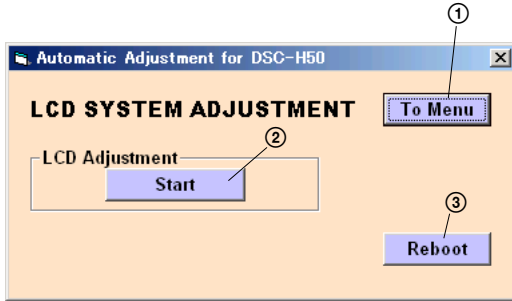 ①
Automatic Adjustment for DSC-H50
LCD SYSTEM ADJUSTMENT
To Menu
②
LCD Adjustment
Start
③
Reboot